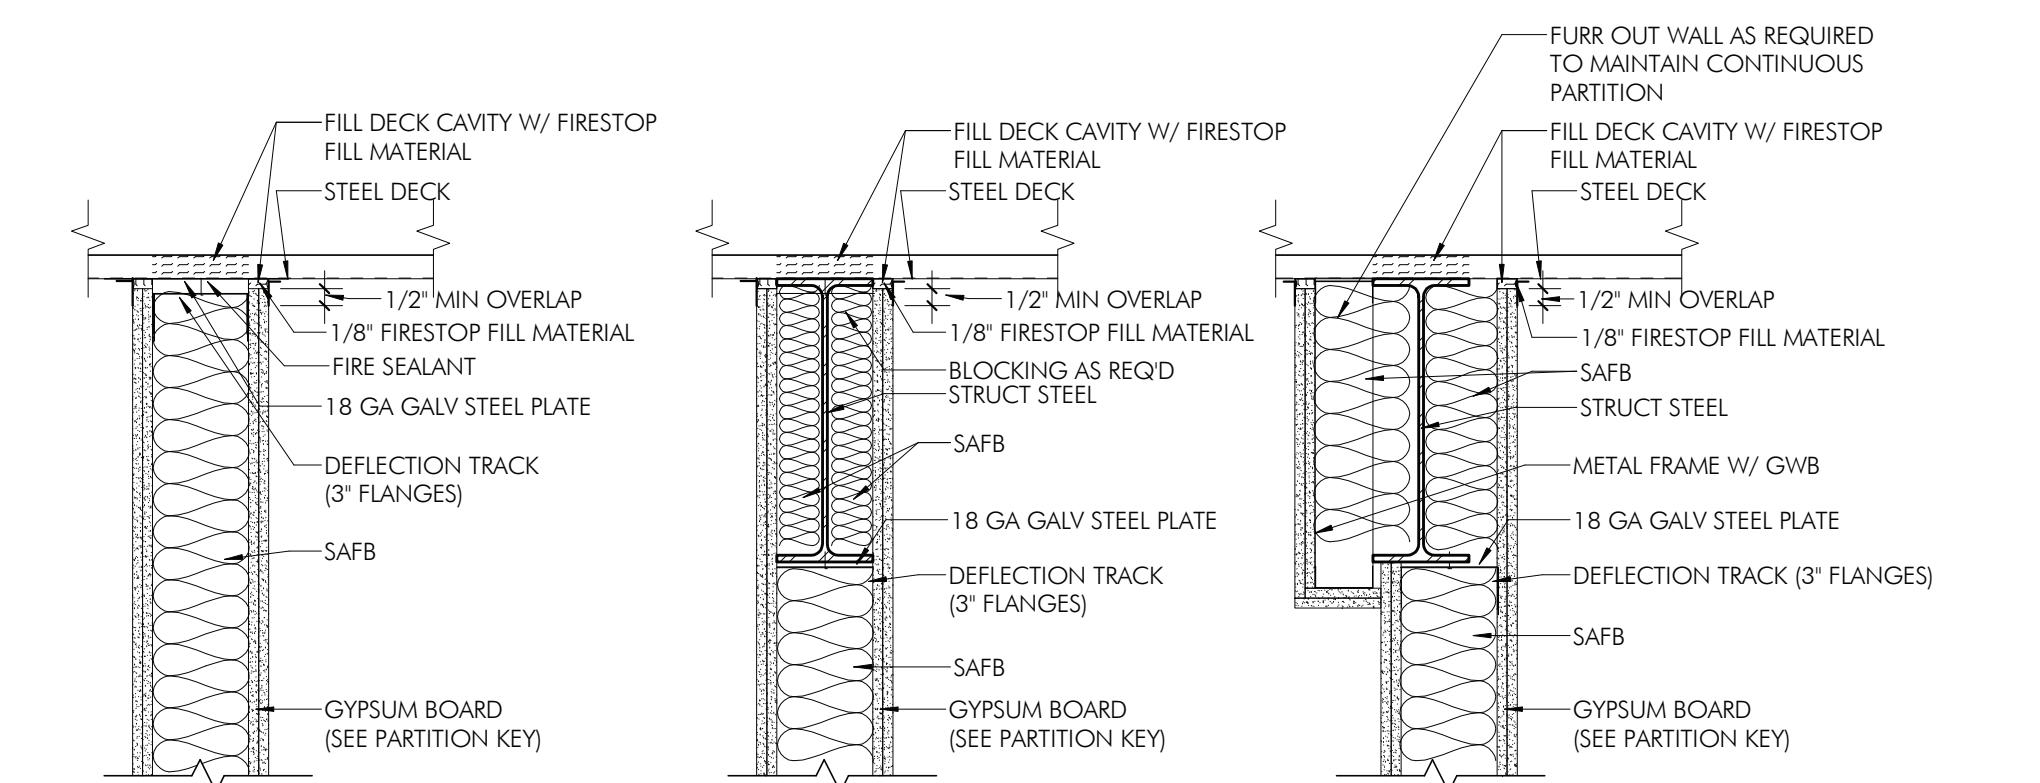 FILL DECK CAVITY W/ FIRESTOP
FILL MATERIAL
STEEL DECK
1/2" MIN OVERLAP
1/8" FIRESTOP FILL MATERIAL
FIRE SEALANT
18 GA GALV STEEL PLATE
DEFLECTION TRACK
(3" FLANGES)
SAFB
GYPSUM BOARD
(SEE PARTITION KEY)
FILL DECK CAVITY W/ FIRESTOP
FILL MATERIAL
STEEL DECK
1/2" MIN OVERLAP
1/8" FIRESTOP FILL MATERIAL
BLOCKING AS REQ'D
STRUCT STEEL
SAFB
18 GA GALV STEEL PLATE
DEFLECTION TRACK
(3" FLANGES)
SAFB
GYPSUM BOARD
(SEE PARTITION KEY)
FURR OUT WALL AS REQUIRED
TO MAINTAIN CONTINUOUS
PARTITION
FILL DECK CAVITY W/ FIRESTOP
FILL MATERIAL
STEEL DECK
1/2" MIN OVERLAP
1/8" FIRESTOP FILL MATERIAL
SAFB
STRUCT STEEL
METAL FRAME W/ GWB
18 GA GALV STEEL PLATE
DEFLECTION TRACK (3" FLANGES)
SAFB
GYPSUM BOARD
(SEE PARTITION KEY)